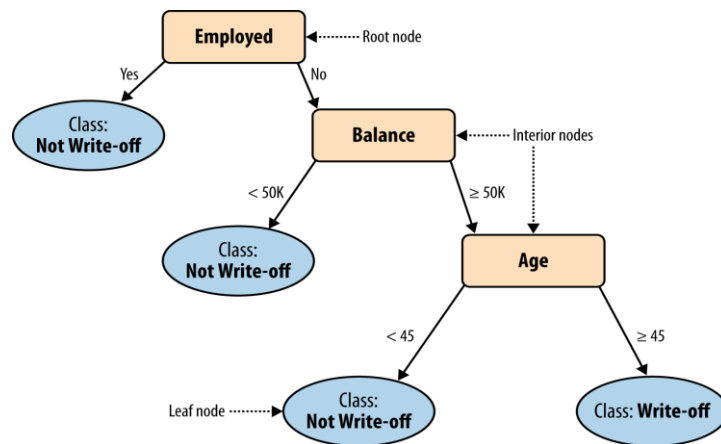 Employed
Root node
Yes
No
Class:
Not Write-off
Balance
Interior nodes
< 50K
≥ 50K
Class:
Not Write-off
Age
< 45
≥ 45
Leaf node
Class:
Not Write-off
Class: Write-off